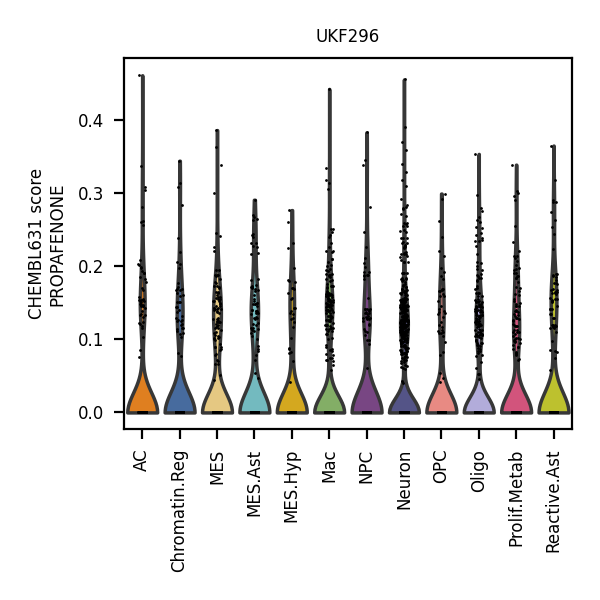 UKF296
CHEMBL631 score
PROPAFENONE
0.4
0.3
0.2
0.1
0.0
AC
Chromatin.Reg
MES
MES.Ast
MES.Hyp
Mac
NPC
Neuron
OPC
Oligo
Prolif.Metab
Reactive.Ast